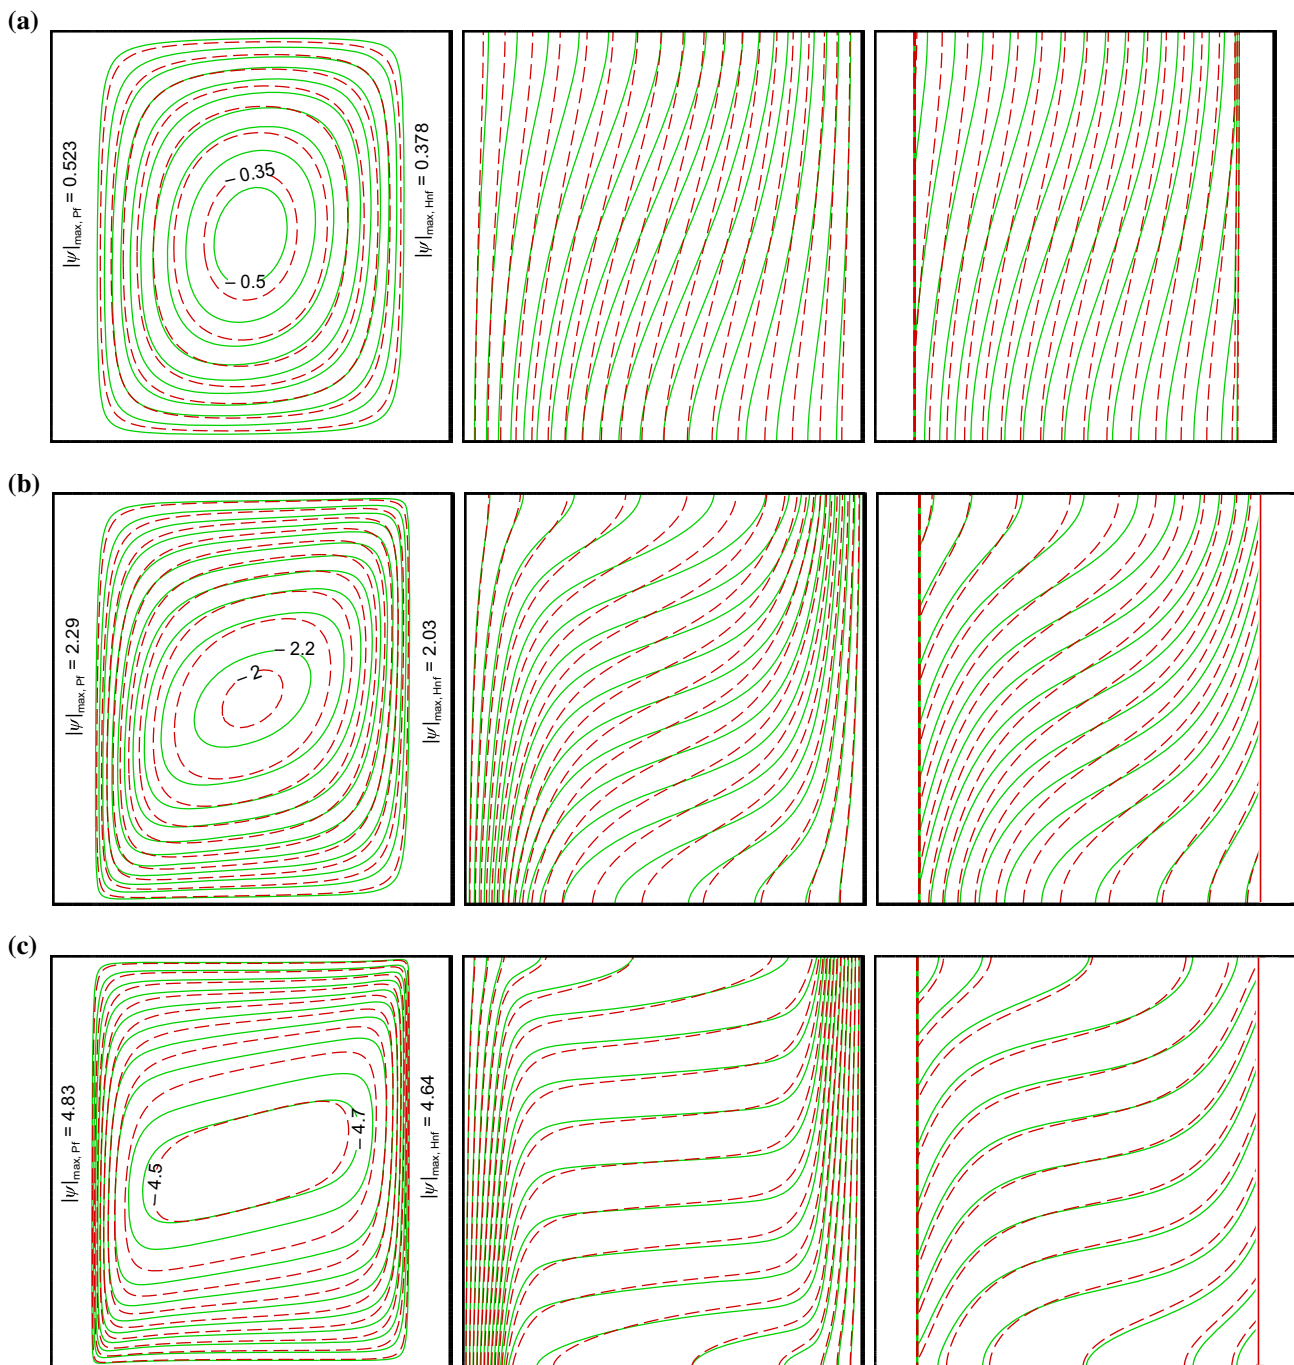 (a)
|ψ|max, Pf = 0.523
– 0.35
– 0.5
|ψ|max, Hnf = 0.378
(b)
|ψ|max, Pf = 2.29
– 2.2
– 2
|ψ|max, Hnf = 2.03
(c)
|ψ|max, Pf = 4.83
– 4.7
– 4.5
|ψ|max, Hnf = 4.64